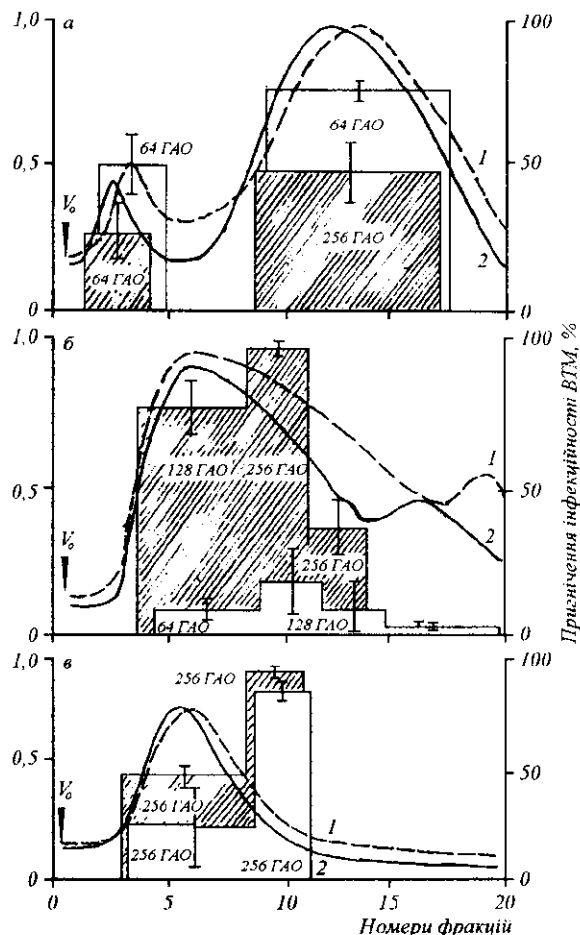 1,0 а 100
64 ГАО
64 ГАО
1
0,5 50
V₀
256 ГАО
2
64 ГАО
0 0
1,0 б 100
128 ГАО 256 ГАО
1
0,5 50
2
V₀
256 ГАО
64 ГАО 128 ГАО
0 0
1,0 в 100
256 ГАО
0,5 50
V₀
256 ГАО
1
256 ГАО 256 ГАО 2
0 0
0 5 10 15 20
Номери фракцій
Пригнічення інфекційності ВТМ, %